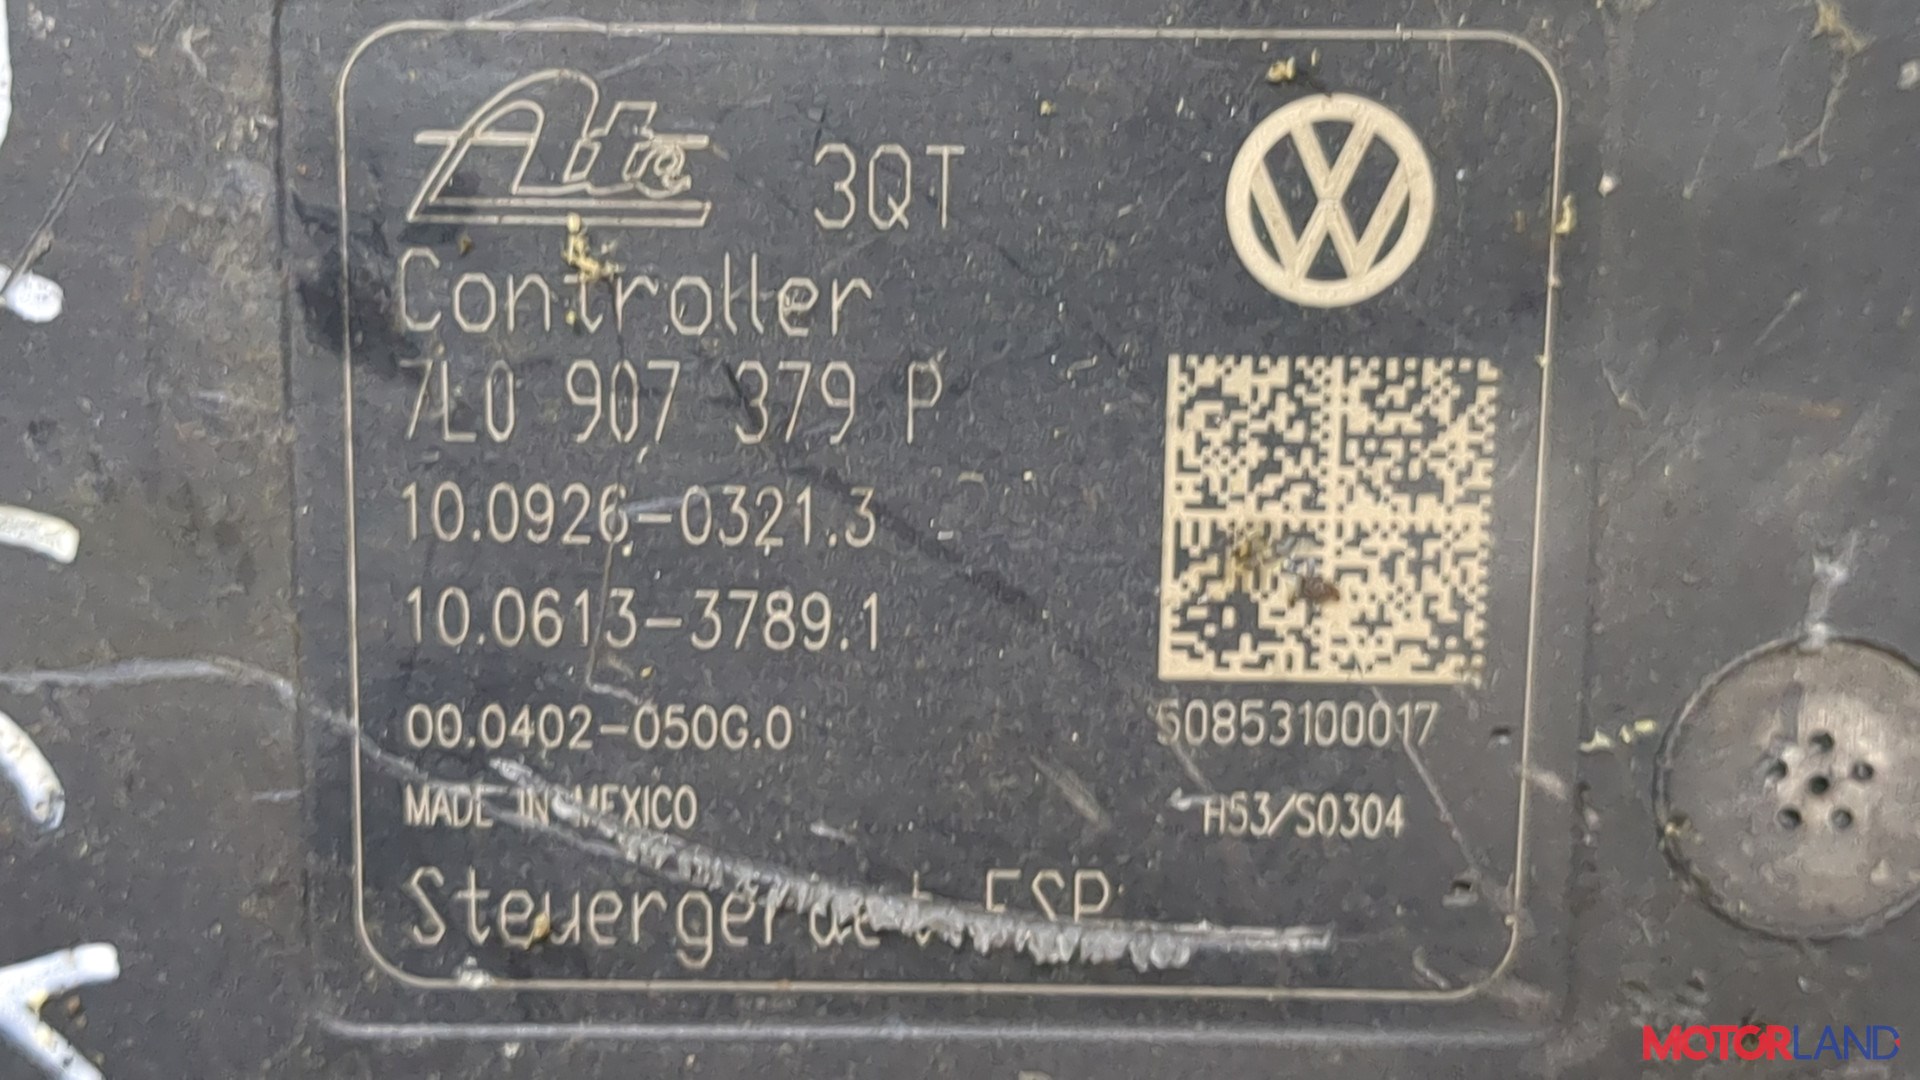 Ate 3QT
Controller
7L0 907 379 P
10.0926-0321.3
10.0613-3789.1
00.0402-050G.0
50853100017
MADE IN MEXICO
H53/S0304
Steuergerät ESP
MOTORLAND